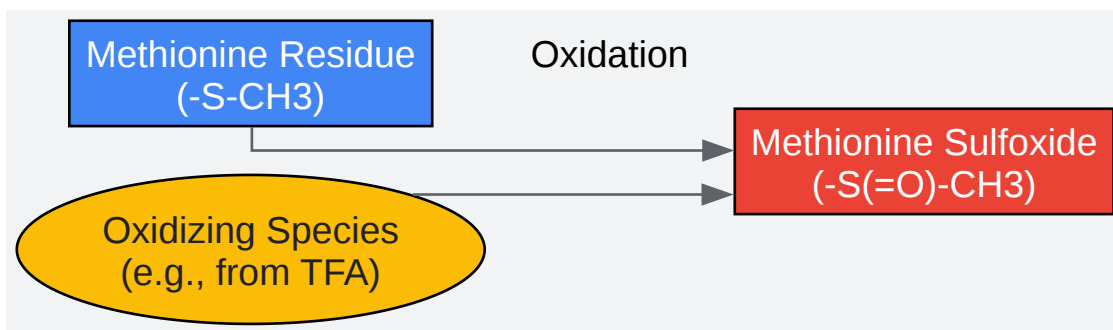 Methionine Residue
(-S-CH3)
Oxidation
Methionine Sulfoxide
(-S(=O)-CH3)
Oxidizing Species
(e.g., from TFA)